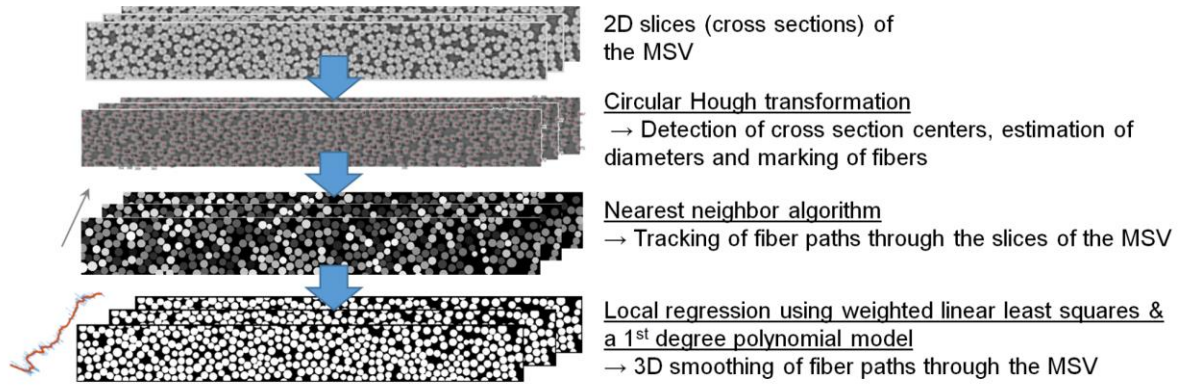 2D slices (cross sections) of
the MSV
Circular Hough transformation
→ Detection of cross section centers, estimation of
diameters and marking of fibers
Nearest neighbor algorithm
→ Tracking of fiber paths through the slices of the MSV
Local regression using weighted linear least squares &
a 1st degree polynomial model
→ 3D smoothing of fiber paths through the MSV